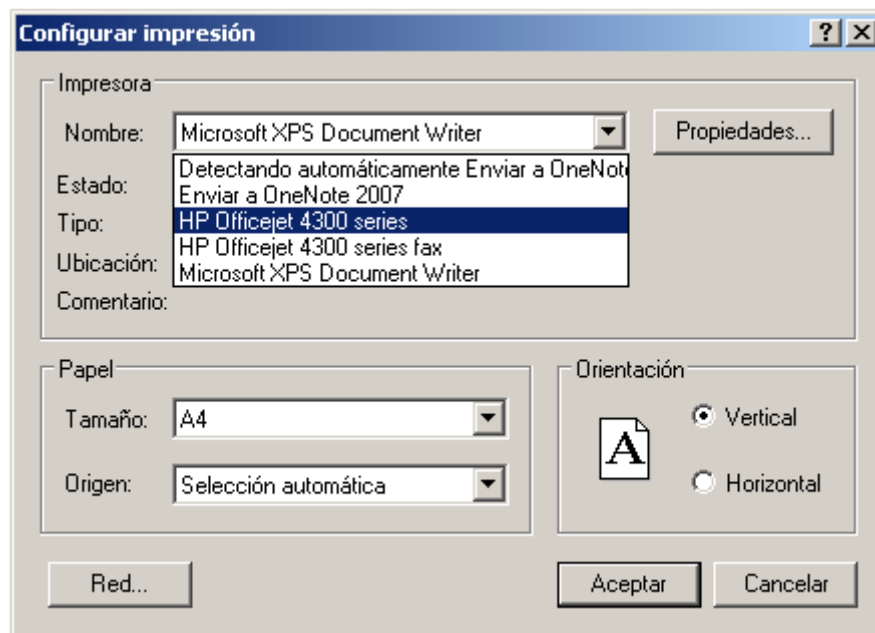 Configurar impresión
Impresora
Nombre: Microsoft XPS Document Writer Propiedades...
Detectando automáticamente Enviar a OneNot
Estado: Enviar a OneNote 2007
Tipo: HP Officejet 4300 series
HP Officejet 4300 series fax
Ubicación: Microsoft XPS Document Writer
Comentario:
Papel
Tamaño: A4
Origen: Selección automática
Orientación
A
Vertical
Horizontal
Red... Aceptar Cancelar